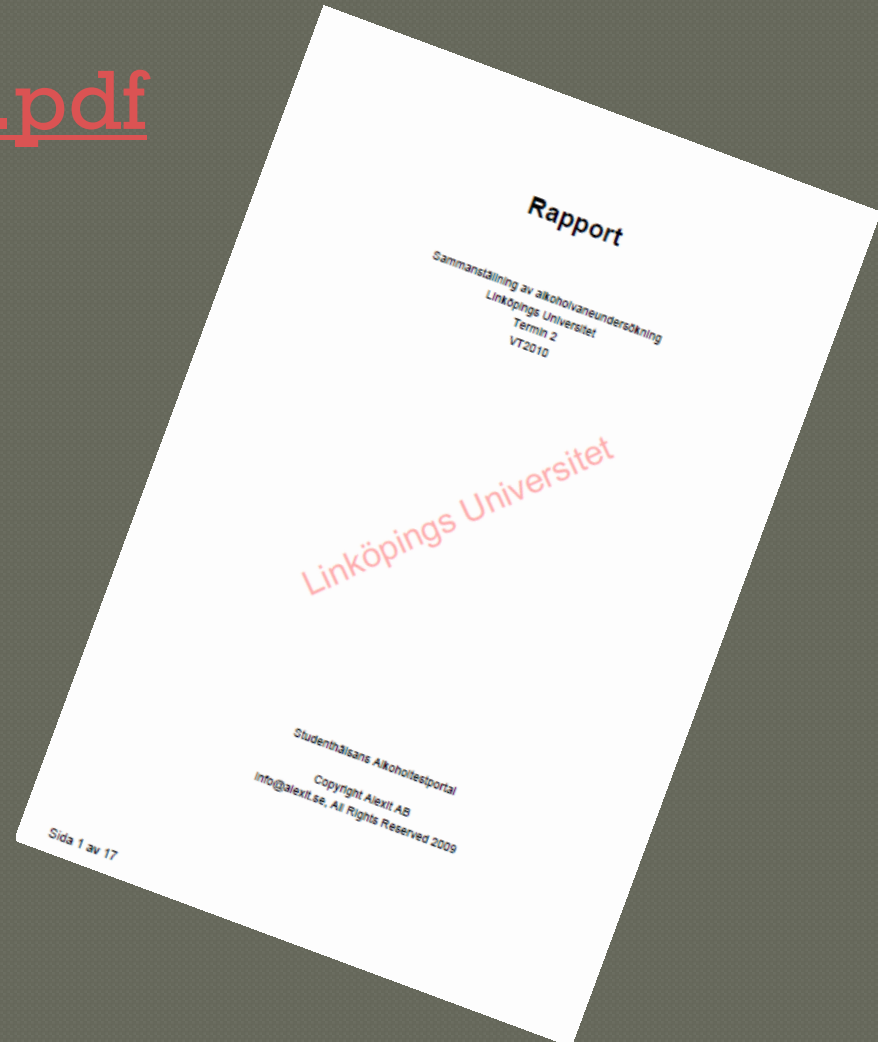 .pdf
Rapport
Sammanställning av alkoholvaneundersökning
Linköpings Universitet
Termin 2
VT2010
Linköpings Universitet
Studenthälsans Alkoholtestportal
Copyright Alexit AB
info@alexit.se, All Rights Reserved 2009
Sida 1 av 17